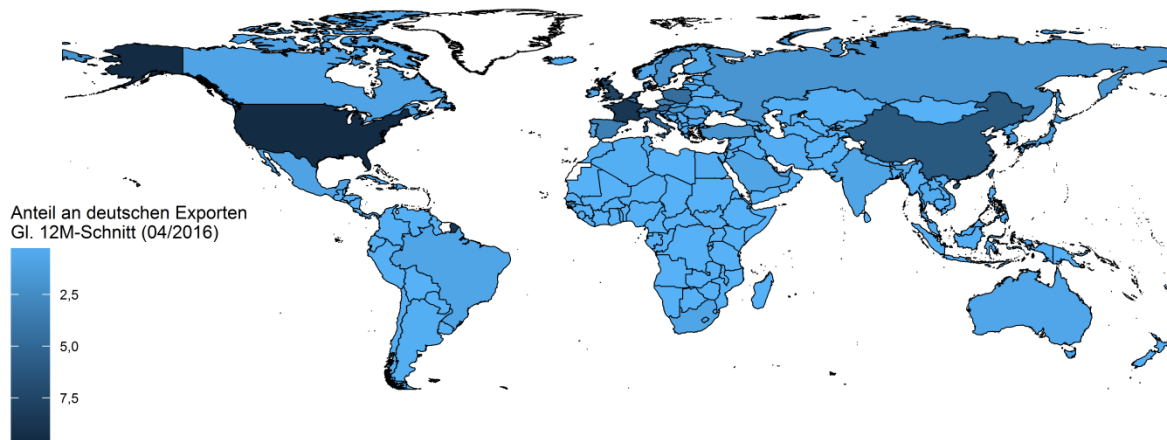 Anteil an deutschen Exporten
Gl. 12M-Schnitt (04/2016)
2,5
5,0
7,5